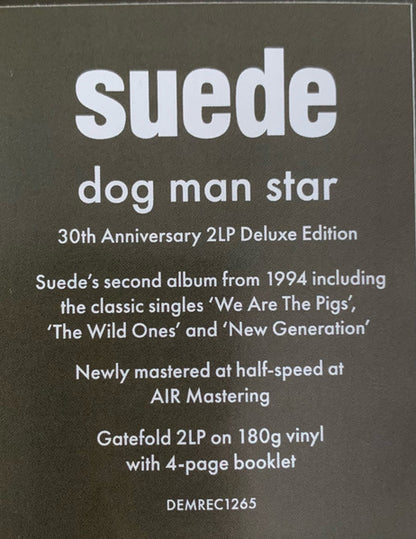 suede
dog man star
30th Anniversary 2LP Deluxe Edition
Suede's second album from 1994 including
the classic singles ‘We Are The Pigs’,
‘The Wild Ones’ and ‘New Generation’
Newly mastered at half-speed at
AIR Mastering
Gatefold 2LP on 180g vinyl
with 4-page booklet
DEMREC1265